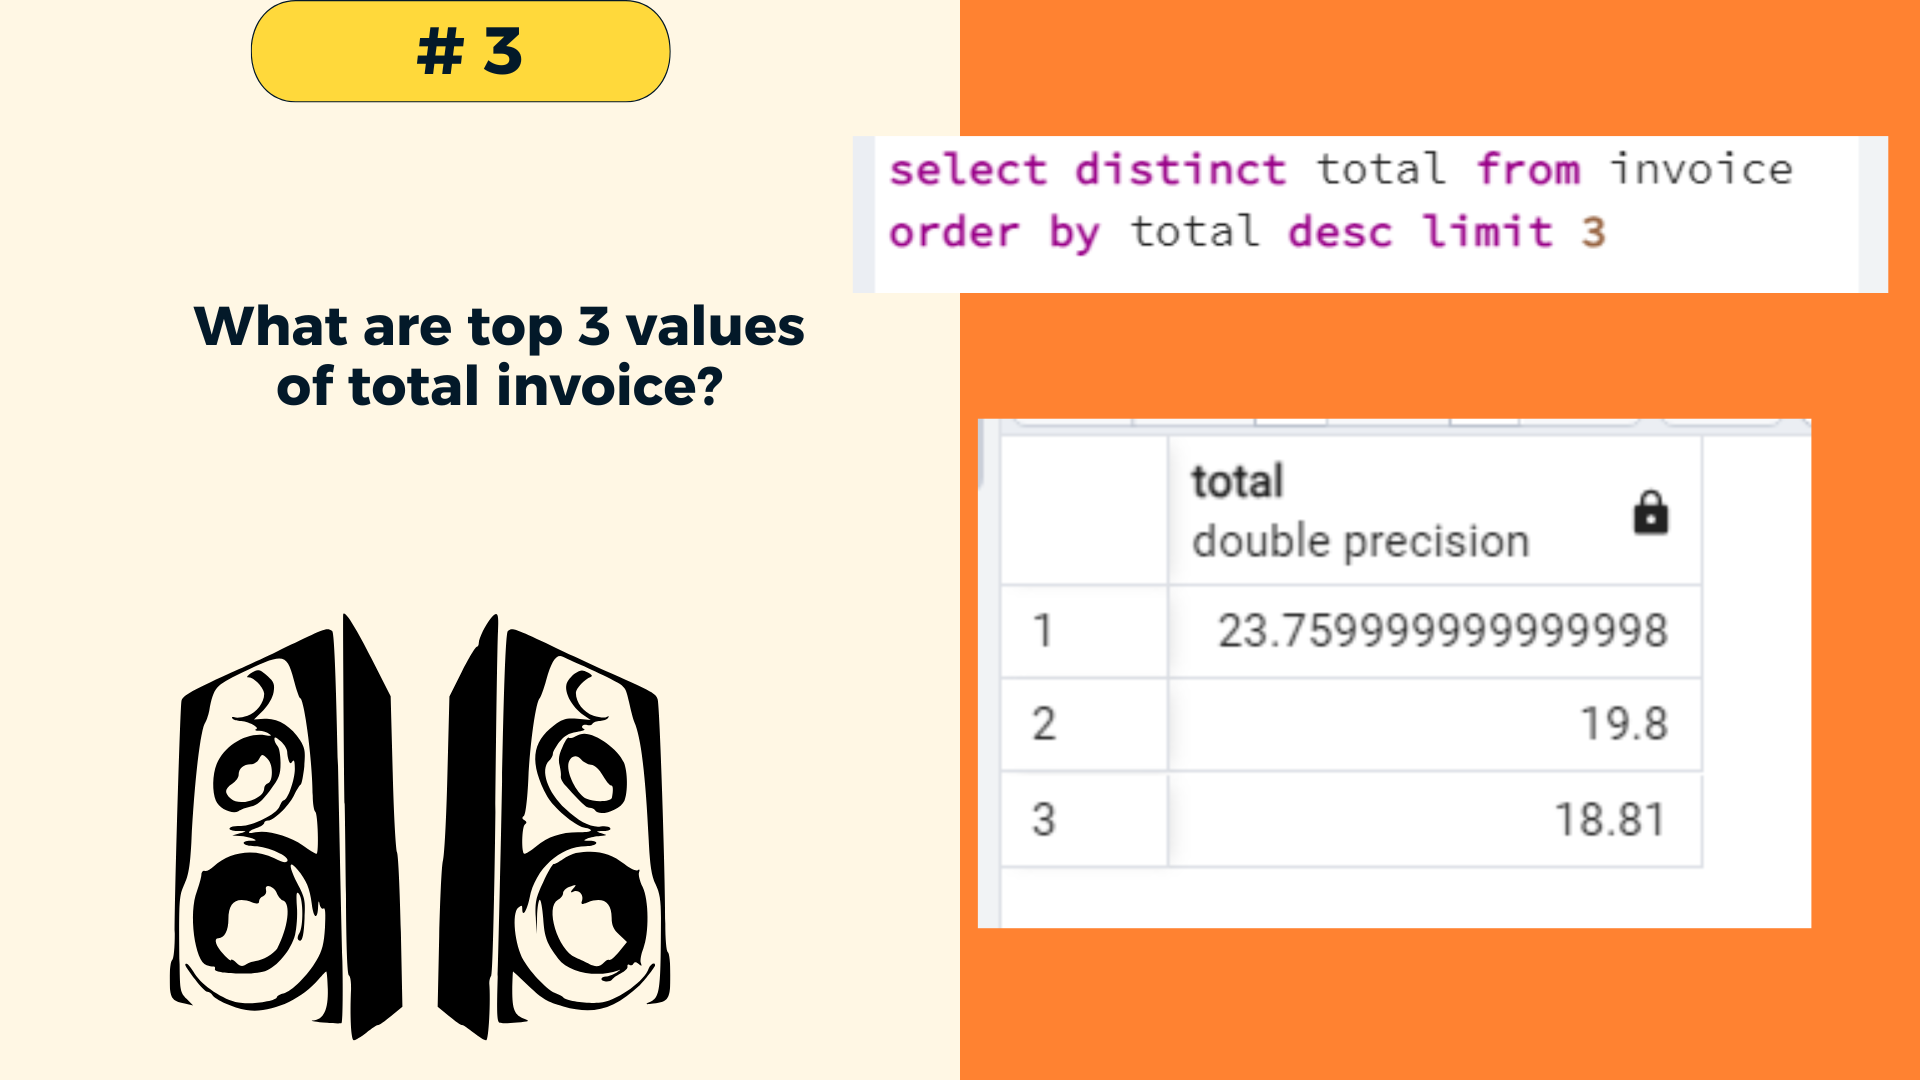 # 3
What are top 3 values
of total invoice?
select distinct total from invoice
order by total desc limit 3
total
double precision
1 23.759999999999998
2 19.8
3 18.81